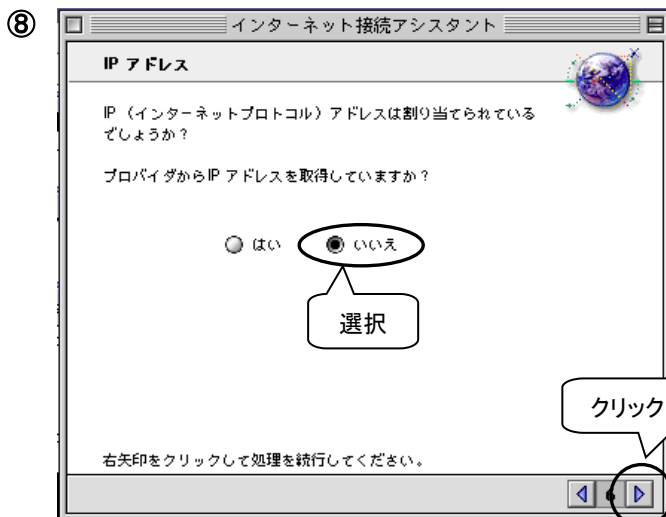 ⑧
インターネット接続アシスタント
IP アドレス
IP（インターネットプロトコル）アドレスは割り当てられている
でしょうか？
プロバイダからIP アドレスを取得していますか？
はい いいえ
選択
クリック
右矢印をクリックして処理を続行してください。
6